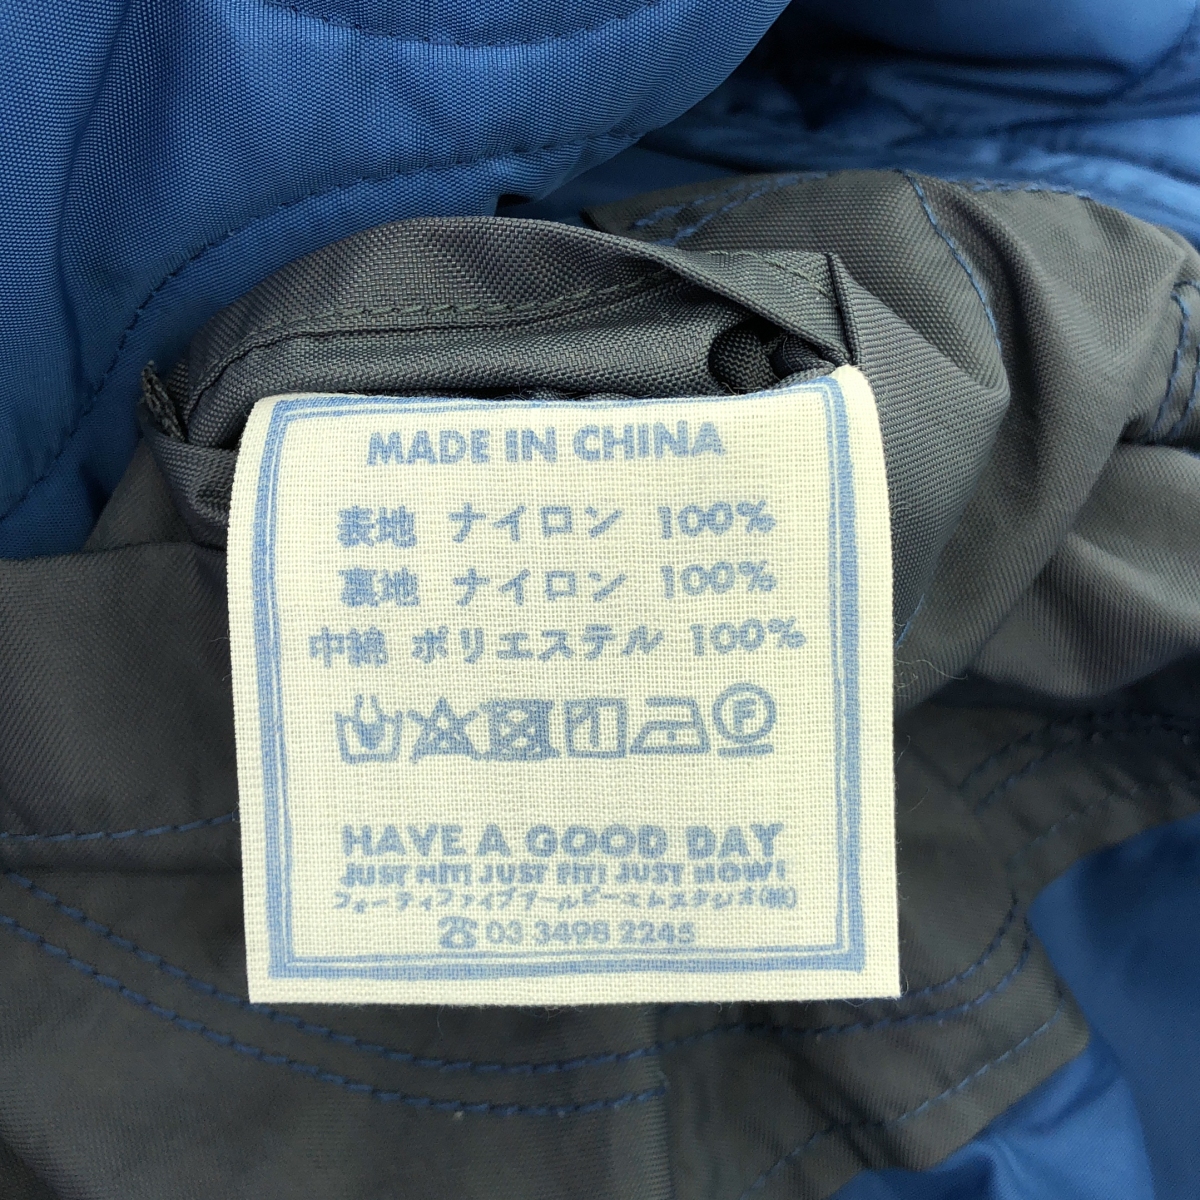 MADE IN CHINA
表地 ナイロン 100%
裏地 ナイロン 100%
中綿 ポリエステル 100%
F
HAVE A GOOD DAY
JUST HIT! JUST FIT! JUST NOW!
フォーティファイブアールピーエムスタジオ(株)
☎ 03 3498 2245